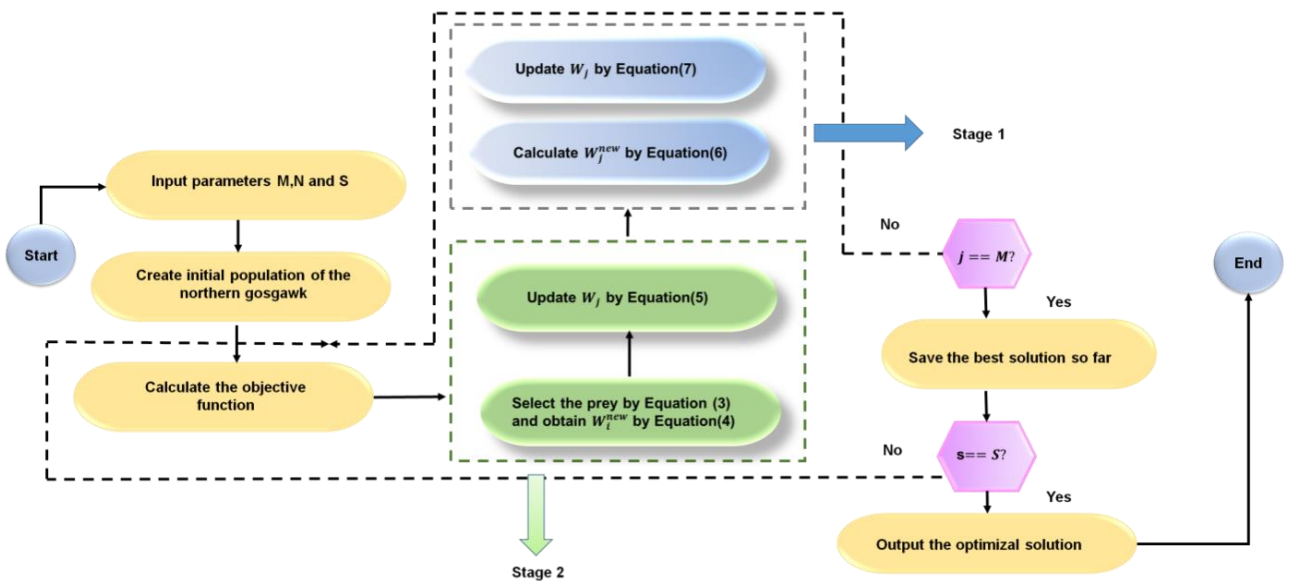 Start
Input parameters M,N and S
Create initial population of the
northern gosgawk
Calculate the objective
function
Update W_j by Equation(7)
Calculate W_j^{new} by Equation(6)
Stage 1
Update W_j by Equation(5)
Select the prey by Equation (3)
and obtain W_i^{new} by Equation(4)
Stage 2
No
j == M?
Yes
Save the best solution so far
No
s== S?
Yes
Output the optimizal solution
End